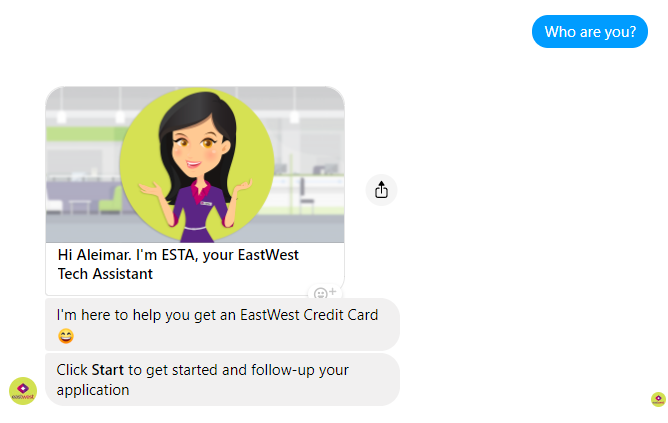 Who are you?
Hi Aleimar. I'm ESTA, your EastWest
Tech Assistant
I'm here to help you get an EastWest Credit Card
😄
Click Start to get started and follow-up your
application
eastwest